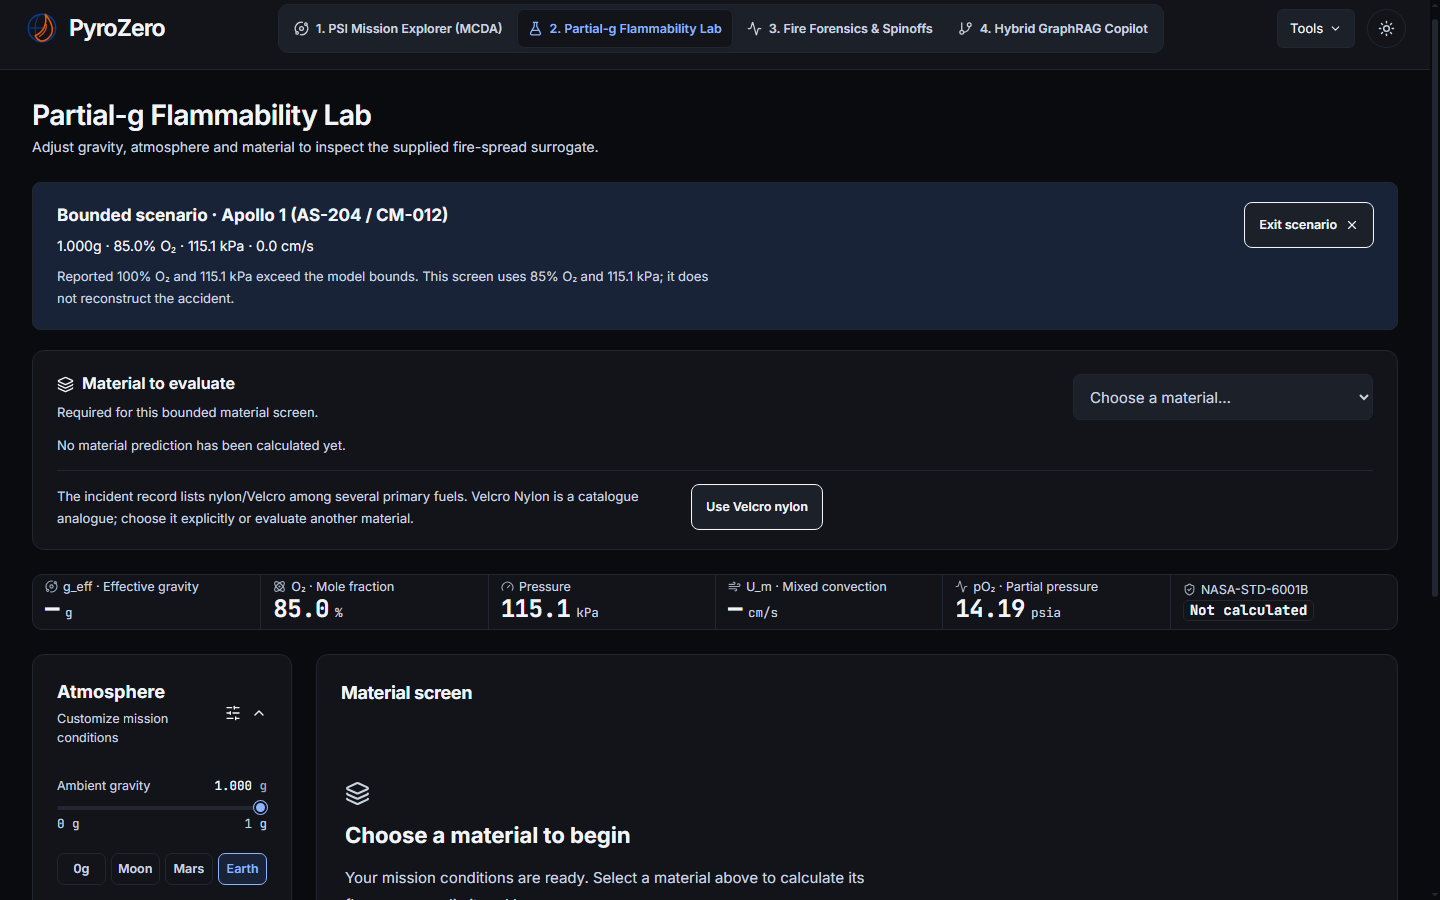 PyroZero
1. PSI Mission Explorer (MCDA)
2. Partial-g Flammability Lab
3. Fire Forensics & Spinoffs
4. Hybrid GraphRAG Copilot
Tools
Partial-g Flammability Lab
Adjust gravity, atmosphere and material to inspect the supplied fire-spread surrogate.
Bounded scenario · Apollo 1 (AS-204 / CM-012)
1.000g · 85.0% O₂ · 115.1 kPa · 0.0 cm/s
Reported 100% O₂ and 115.1 kPa exceed the model bounds. This screen uses 85% O₂ and 115.1 kPa; it does
not reconstruct the accident.
Exit scenario ×
Material to evaluate
Required for this bounded material screen.
No material prediction has been calculated yet.
Choose a material...
The incident record lists nylon/Velcro among several primary fuels. Velcro Nylon is a catalogue
analogue; choose it explicitly or evaluate another material.
Use Velcro nylon
g_eff · Effective gravity
— g
O₂ · Mole fraction
85.0 %
Pressure
115.1 kPa
U_m · Mixed convection
— cm/s
pO₂ · Partial pressure
14.19 psia
NASA-STD-6001B
Not calculated
Atmosphere
Customize mission
conditions
Ambient gravity 1.000 g
0 g 1 g
0g Moon Mars Earth
Material screen
Choose a material to begin
Your mission conditions are ready. Select a material above to calculate its